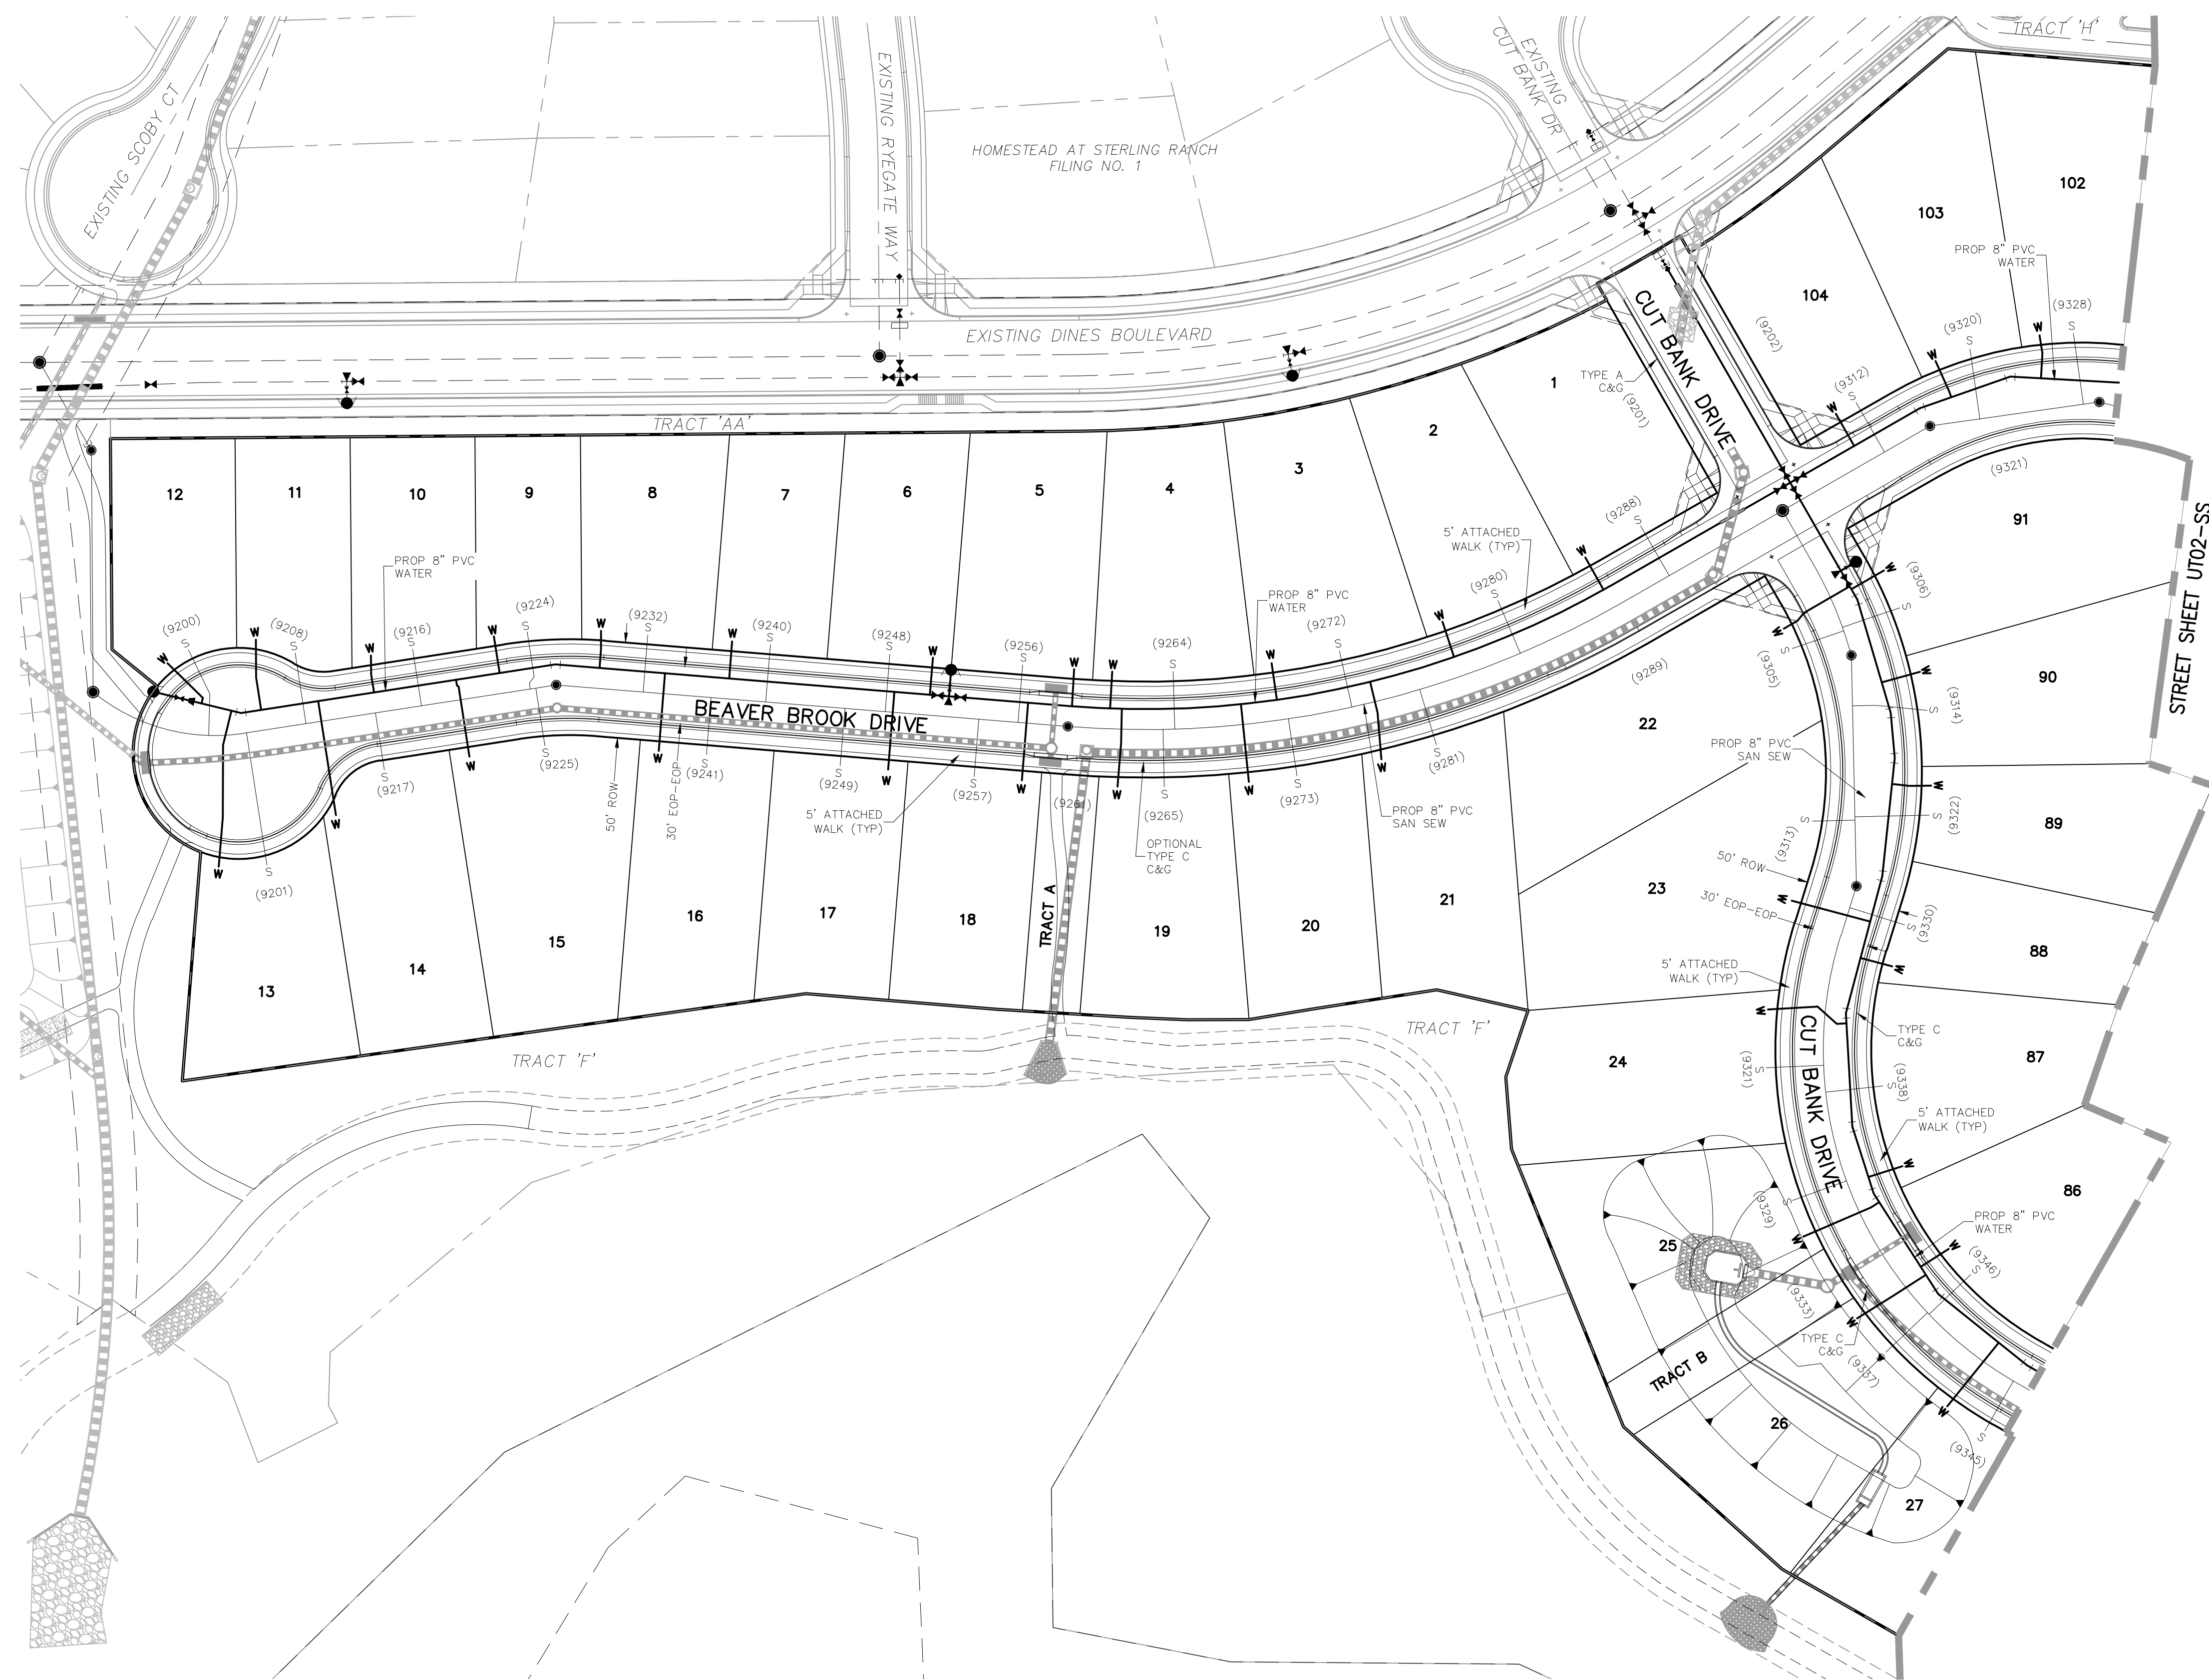 TRACT 'H'
EXISTING SCOBY CT
EXISTING RYEGATE WAY
EXISTING
CUT BANK DR
HOMESTEAD AT STERLING RANCH
FILING NO. 1
EXISTING DINES BOULEVARD
TRACT 'AA'
102
103
104
PROP 8" PVC
WATER
(9328)
S
(9320)
S
(9312)
S
(9202)
CUT BANK DRIVE
TYPE A
C&G
(9201)
1
2
3
4
5
6
7
8
9
10
11
12
W
W
W
(9321)
91
STREET SHEET UT02-SS
(9288)
S
W
5' ATTACHED
WALK (TYP)
(9280)
S
W
PROP 8" PVC
WATER
(9272)
S
W
(9264)
S
W
W
(9256)
S
W
(9248)
S
(9240)
S
W
(9232)
S
W
(9224)
S
W
PROP 8" PVC
WATER
(9216)
S
W
(9208)
S
W
(9200)
S
W
BEAVER BROOK DRIVE
W
(9201)
S
W
(9217)
S
W
(9225)
S
50' ROW
30' EOP-EOP
W
(9241)
S
(9249)
S
W
5' ATTACHED
WALK (TYP)
(9257)
S
W
(9261)
W
(9265)
S
OPTIONAL
TYPE C
C&G
W
(9273)
S
W
PROP 8" PVC
SAN SEW
(9281)
S
(9289)
13
14
15
16
17
18
TRACT A
19
20
21
22
23
24
TRACT 'F'
TRACT 'F'
W
(9306)
S
W
(9305)
S
90
W
(9314)
S
PROP 8" PVC
SAN SEW
W
(9322)
S
89
(9313)
S
50' ROW
30' EOP-EOP
W
(9330)
S
88
W
5' ATTACHED
WALK (TYP)
W
CUT BANK DRIVE
TYPE C
C&G
87
(9321)
S
(9338)
S
5' ATTACHED
WALK (TYP)
W
86
(9329)
S
W
PROP 8" PVC
WATER
W
(9346)
S
25
(9333)
W
TYPE C
C&G
(9337)
TRACT B
26
W
S
(9345)
27